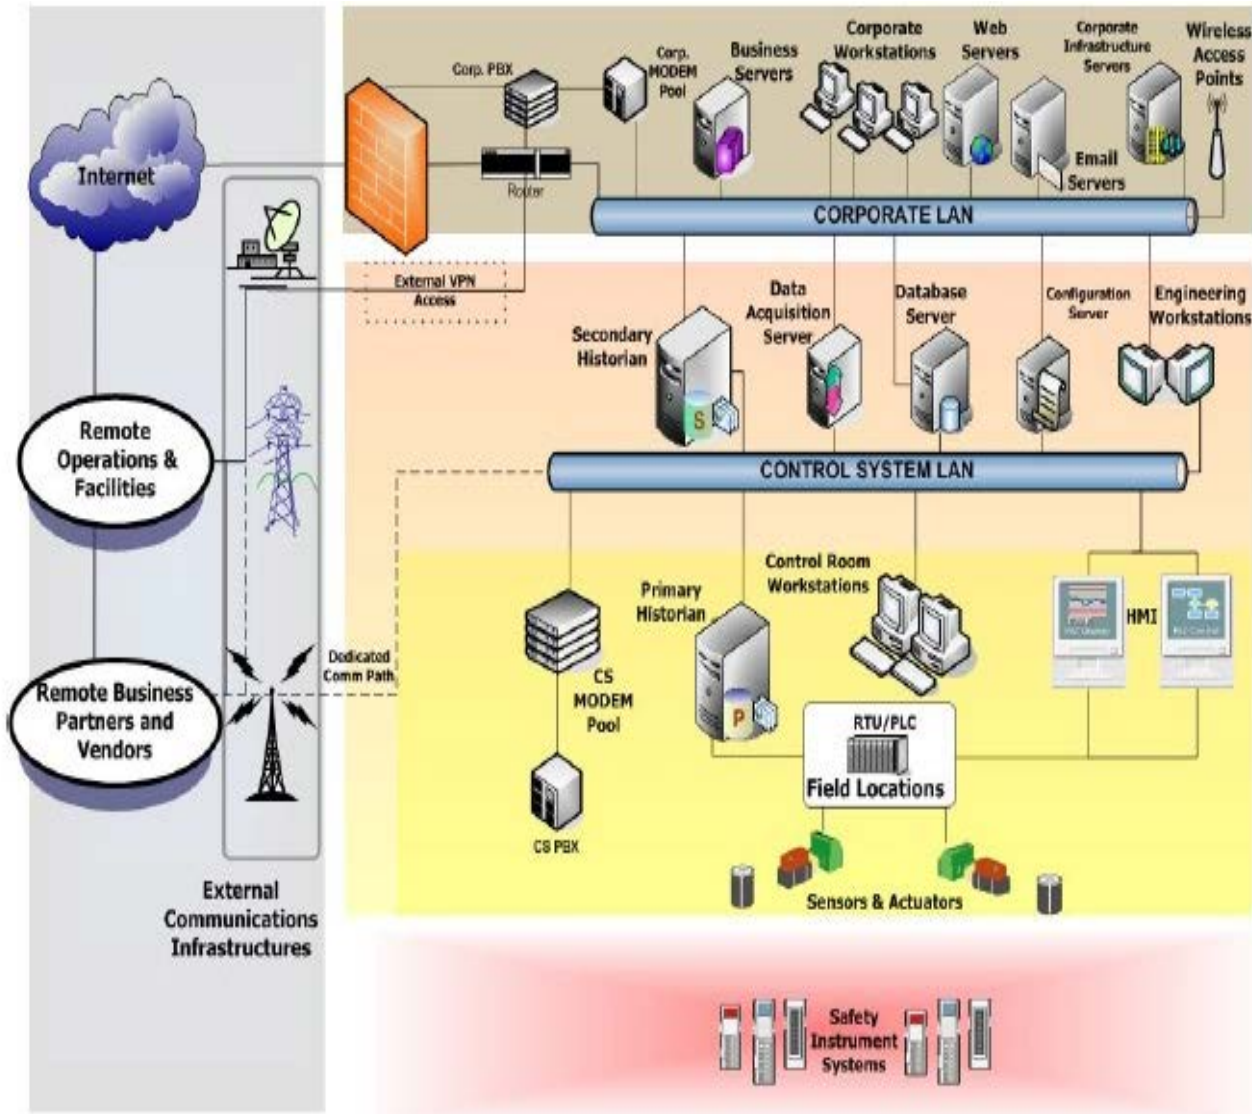 Internet
Remote
Operations &
Facilities
Remote Business
Partners and
Vendors
External
Communications
Infrastructures
Corp. PBX
Corp.
MODEM
Pool
Business
Servers
Corporate
Workstations
Web
Servers
Corporate
Infrastructure
Servers
Wireless
Access
Points
Email
Servers
Router
CORPORATE LAN
External VPN
Access
Secondary
Historian
Data
Acquisition
Server
Database
Server
Configuration
Server
Engineering
Workstations
S
CONTROL SYSTEM LAN
Dedicated
Comm Path
CS
MODEM
Pool
CS PBX
Primary
Historian
P
Control Room
Workstations
HMI
RTU/PLC
Field Locations
Sensors & Actuators
Safety
Instrument
Systems